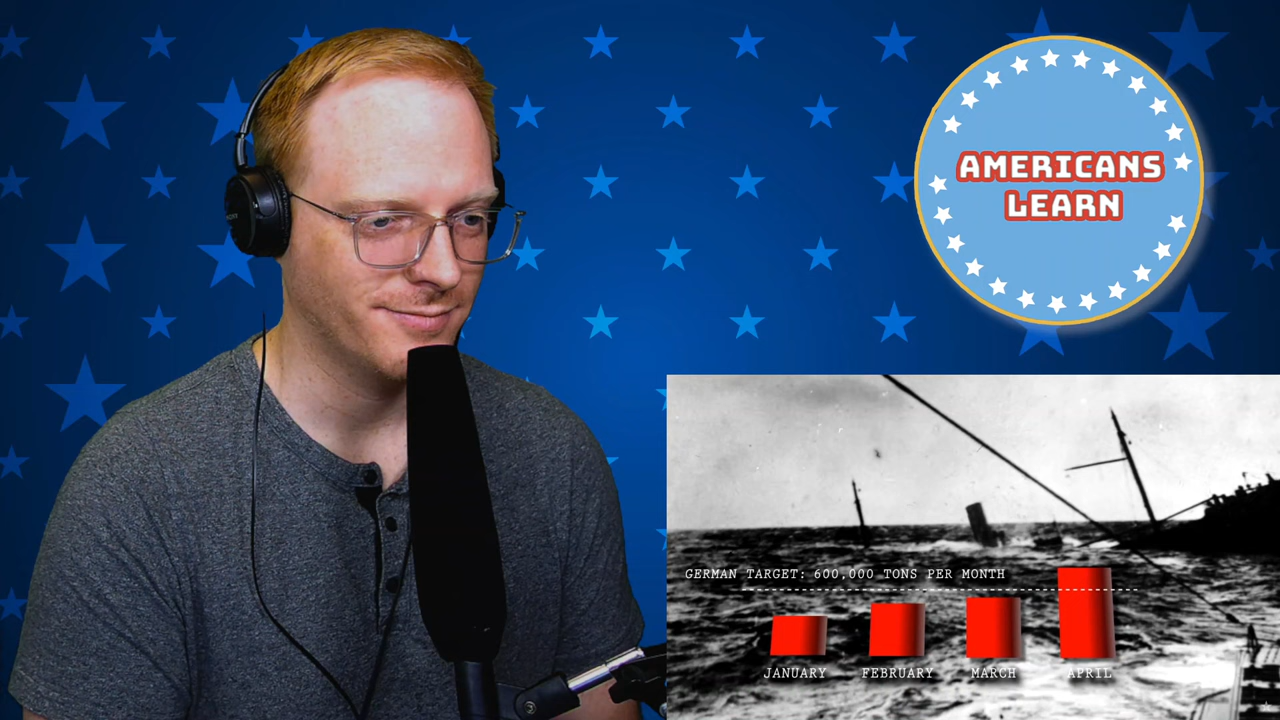 AMERICANS
LEARN
GERMAN TARGET: 600,000 TONS PER MONTH
JANUARY FEBRUARY MARCH APRIL